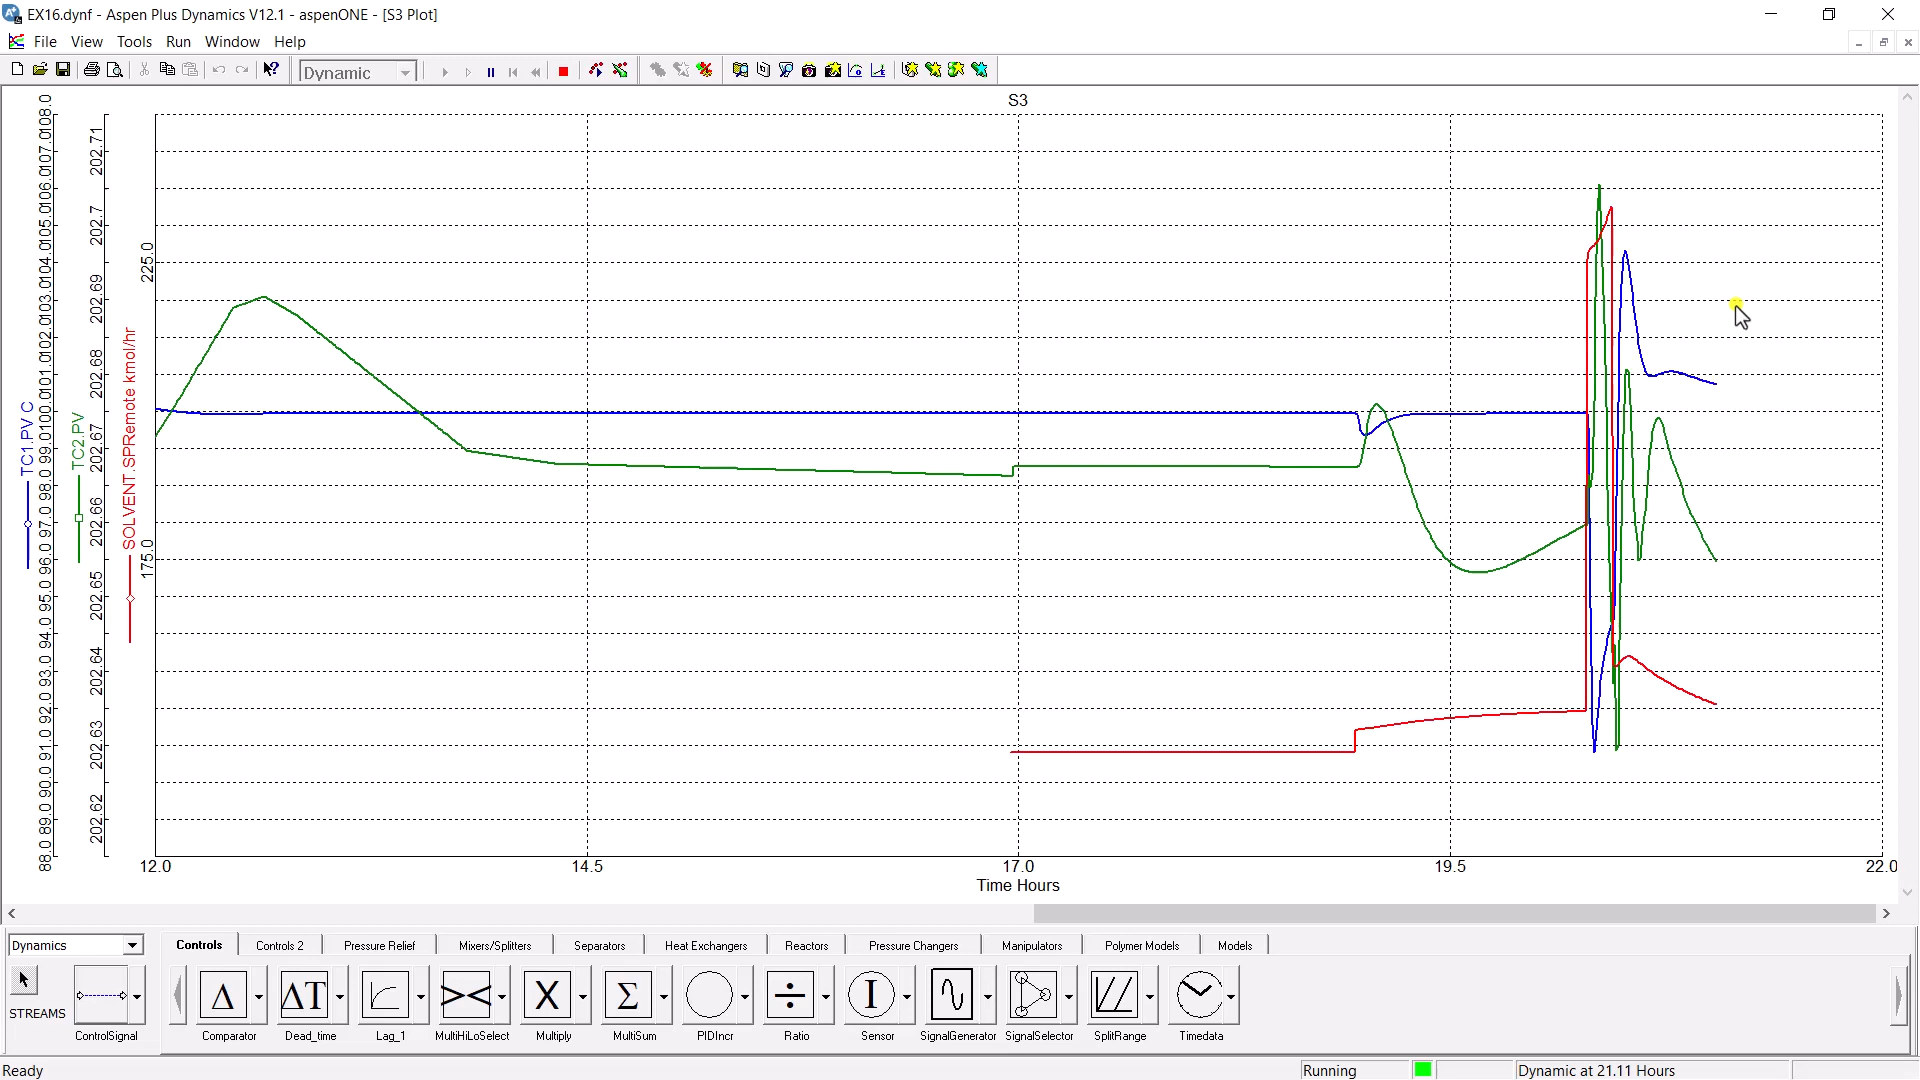 EX16.dynf - Aspen Plus Dynamics V12.1 - aspenONE - [S3 Plot]
File View Tools Run Window Help
Dynamic
S3
88.0 89.0 90.0 91.0 92.0 93.0 94.0 95.0 96.0 97.0 98.0 99.0 100.0 101.0 102.0 103.0 104.0 105.0 106.0 107.0 108.0
TC1.PV C
202.62 202.63 202.64 202.65 202.66 202.67 202.68 202.69 202.7 202.71
TC2.PV
175.0 225.0
SOLVENT.SPRemote kmol/hr
12.0 14.5 17.0 19.5 22.0
Time Hours
Dynamics
Controls Controls 2 Pressure Relief Mixers/Splitters Separators Heat Exchangers Reactors Pressure Changers Manipulators Polymer Models Models
Δ ΔT >< X Σ ÷ I
STREAMS
ControlSignal Comparator Dead_time Lag_1 MultiHiLoSelect Multiply MultiSum PIDIncr Ratio Sensor SignalGenerator SignalSelector SplitRange Timedata
Ready Running Dynamic at 21.11 Hours